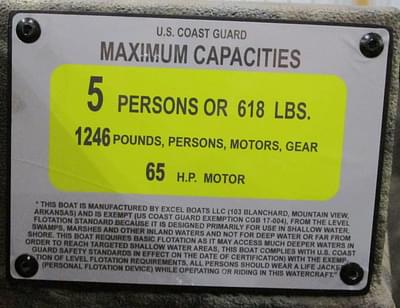 U.S. COAST GUARD
MAXIMUM CAPACITIES
5 PERSONS OR 618 LBS.
1246 POUNDS, PERSONS, MOTORS, GEAR
65 H.P. MOTOR
* THIS BOAT IS MANUFACTURED BY EXCEL BOATS LLC (103 BLANCHARD, MOUNTAIN VIEW,
ARKANSAS) AND IS EXEMPT (US COAST GUARD EXEMPTION CGB 17-004), FROM THE LEVEL
FLOTATION STANDARD BECAUSE IT IS DESIGNED PRIMARILY FOR USE IN SHALLOW WATER,
SWAMPS, MARSHES AND OTHER INLAND WATERS AND NOT FOR DEEP WATER OR FAR FROM
SHORE. THIS BOAT REQUIRES BASIC FLOTATION AS IT MAY ACCESS MUCH DEEPER WATERS IN
ORDER TO REACH TARGETED SHALLOW WATER AREAS, THIS BOAT COMPLIES WITH U.S. COAST
GUARD SAFETY STANDARDS IN EFFECT ON THE DATE OF CERTIFICATION) WITH THE EXEMP
TION OF LEVEL FLOTATION REQUIREMENTS. ALL PERSONS SHOULD WEAR A LIFE JACKET
(PERSONAL FLOTATION DEVICE) WHILE OPERATING OR RIDING IN THIS WATERCRAFT."